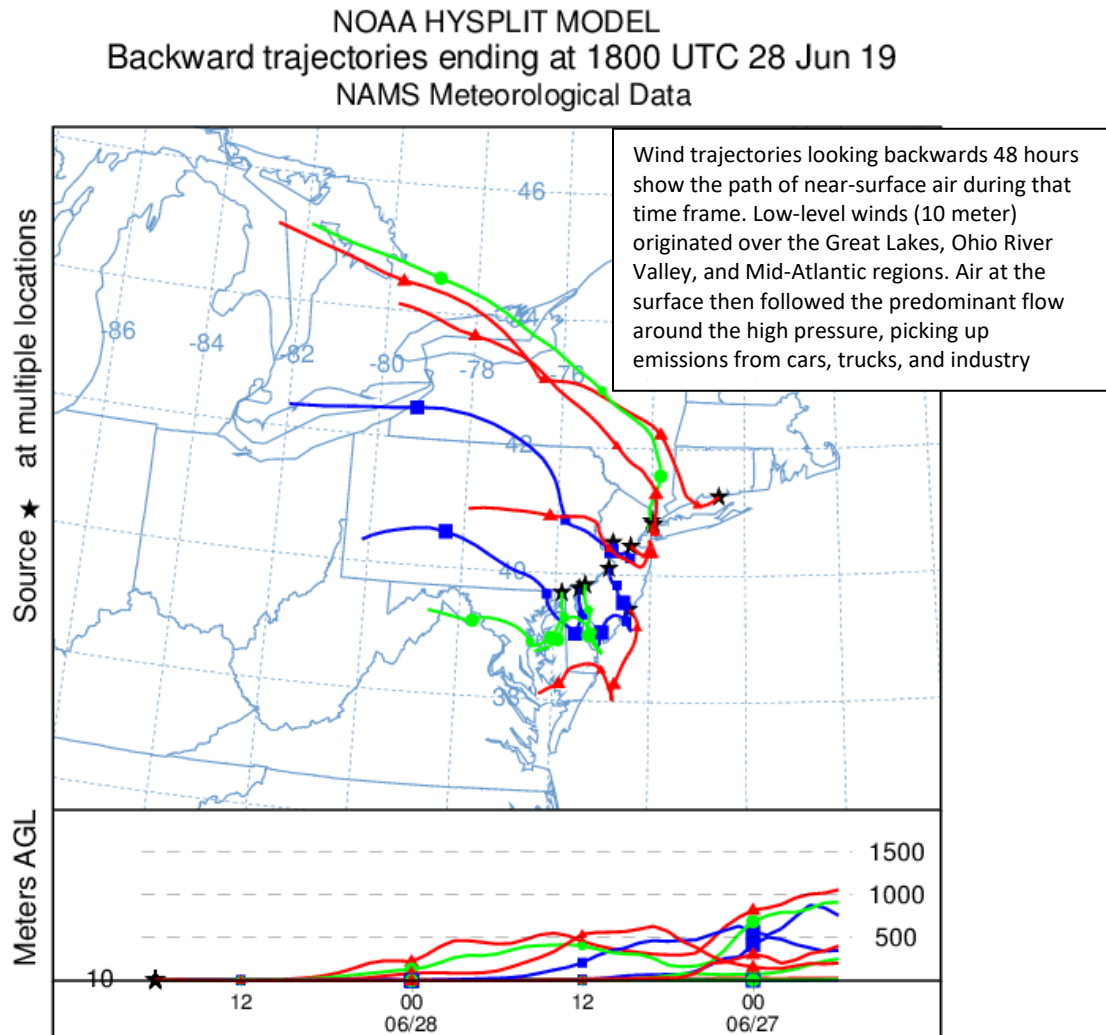 NOAA HYSPLIT MODEL
Backward trajectories ending at 1800 UTC 28 Jun 19
NAMS Meteorological Data
Wind trajectories looking backwards 48 hours
show the path of near-surface air during that
time frame. Low-level winds (10 meter)
originated over the Great Lakes, Ohio River
Valley, and Mid-Atlantic regions. Air at the
surface then followed the predominant flow
around the high pressure, picking up
emissions from cars, trucks, and industry
Source ★ at multiple locations
46
44
-86
-84
-82
-80
-78
-76
42
40
38
Meters AGL
1500
1000
500
10
12 00 12 00
06/28 06/27